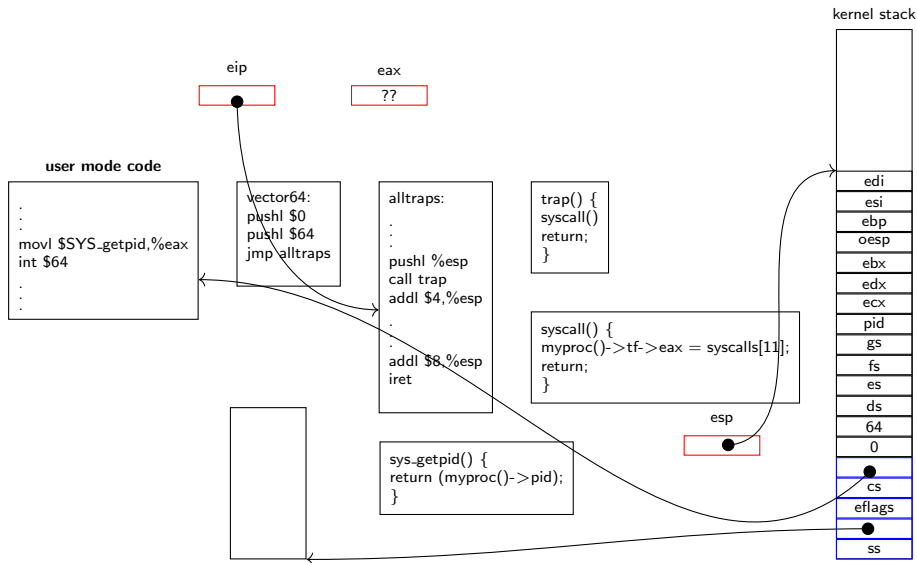 kernel stack
eip
eax
??
user mode code
.
.
.
movl $SYS_getpid,%eax
int $64
.
.
.
vector64:
pushl $0
pushl $64
jmp alltraps
alltraps:
.
.
.
pushl %esp
call trap
addl $4,%esp
.
.
.
addl $8,%esp
iret
trap() {
syscall()
return;
}
syscall() {
myproc()->tf->eax = syscalls[11];
return;
}
sys_getpid() {
return (myproc()->pid);
}
esp
edi
esi
ebp
oesp
ebx
edx
ecx
pid
gs
fs
es
ds
64
0
cs
eflags
ss